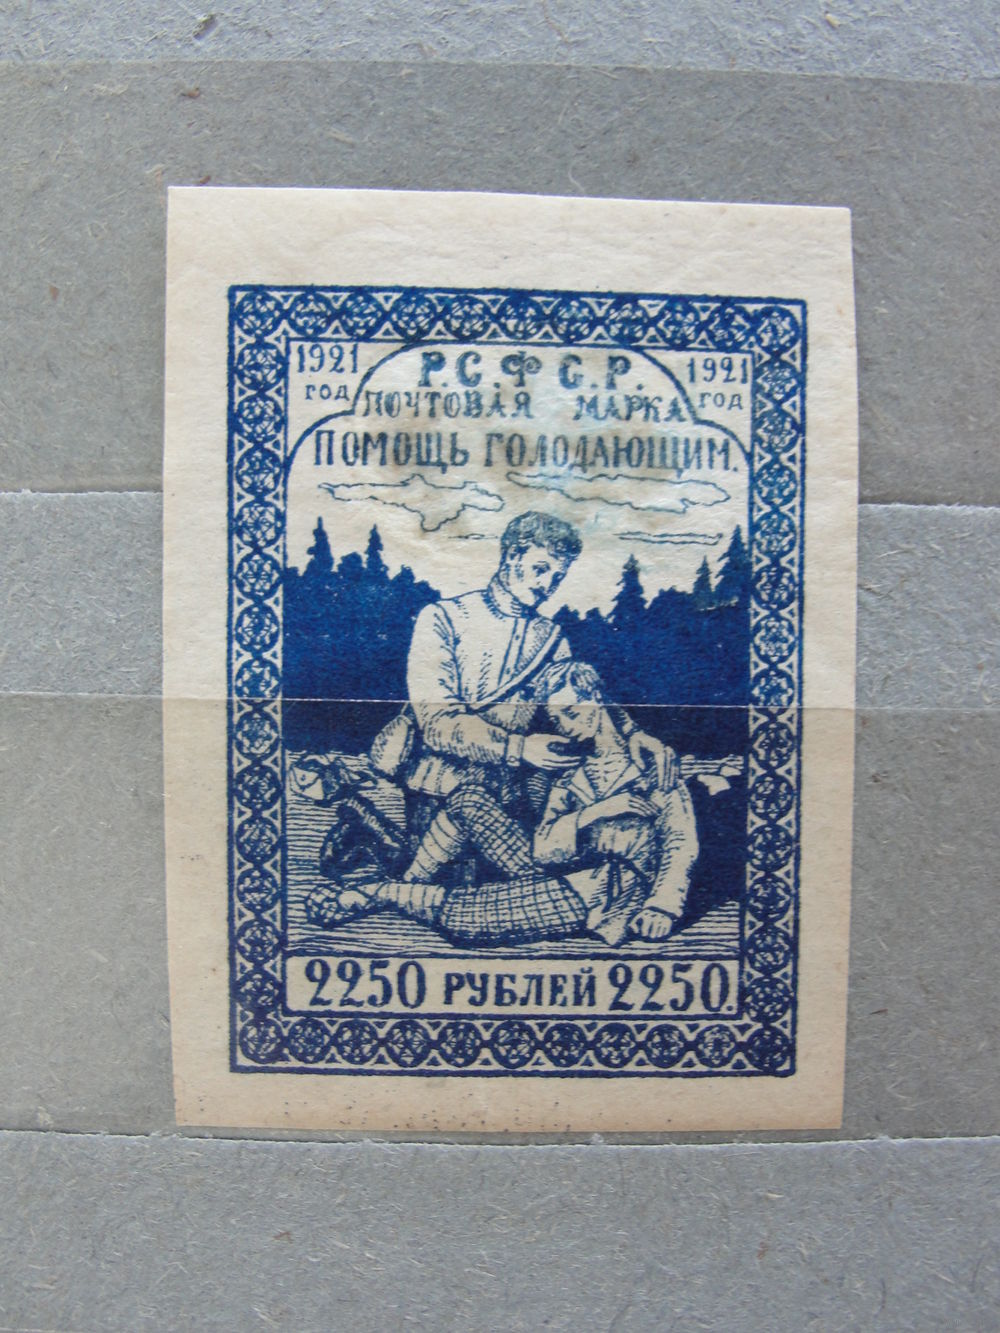 1921 год
Р.С.Ф.С.Р.
1921 год
ПОЧТОВАЯ МАРКА
ПОМОЩЬ ГОЛОДАЮЩИМ.
2250 РУБЛЕЙ 2250.